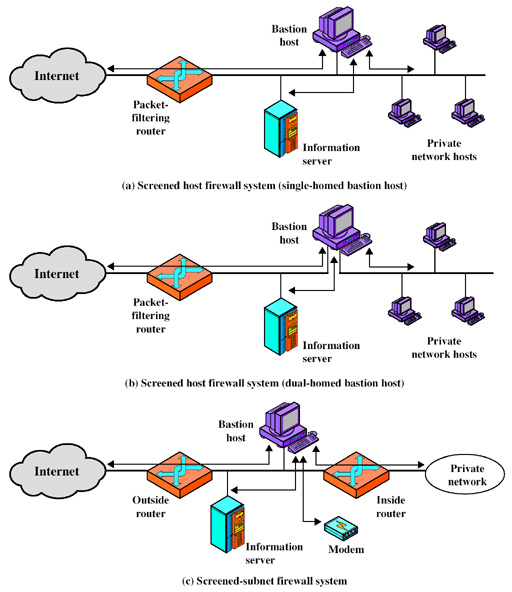 Bastion
host
Internet
Packet-
filtering
router
Information
server
Private
network hosts
(a) Screened host firewall system (single-homed bastion host)
Bastion
host
Internet
Packet-
filtering
router
Information
server
Private
network hosts
(b) Screened host firewall system (dual-homed bastion host)
Bastion
host
Internet
Private
network
Outside
router
Inside
router
Information
server
Modem
(c) Screened-subnet firewall system